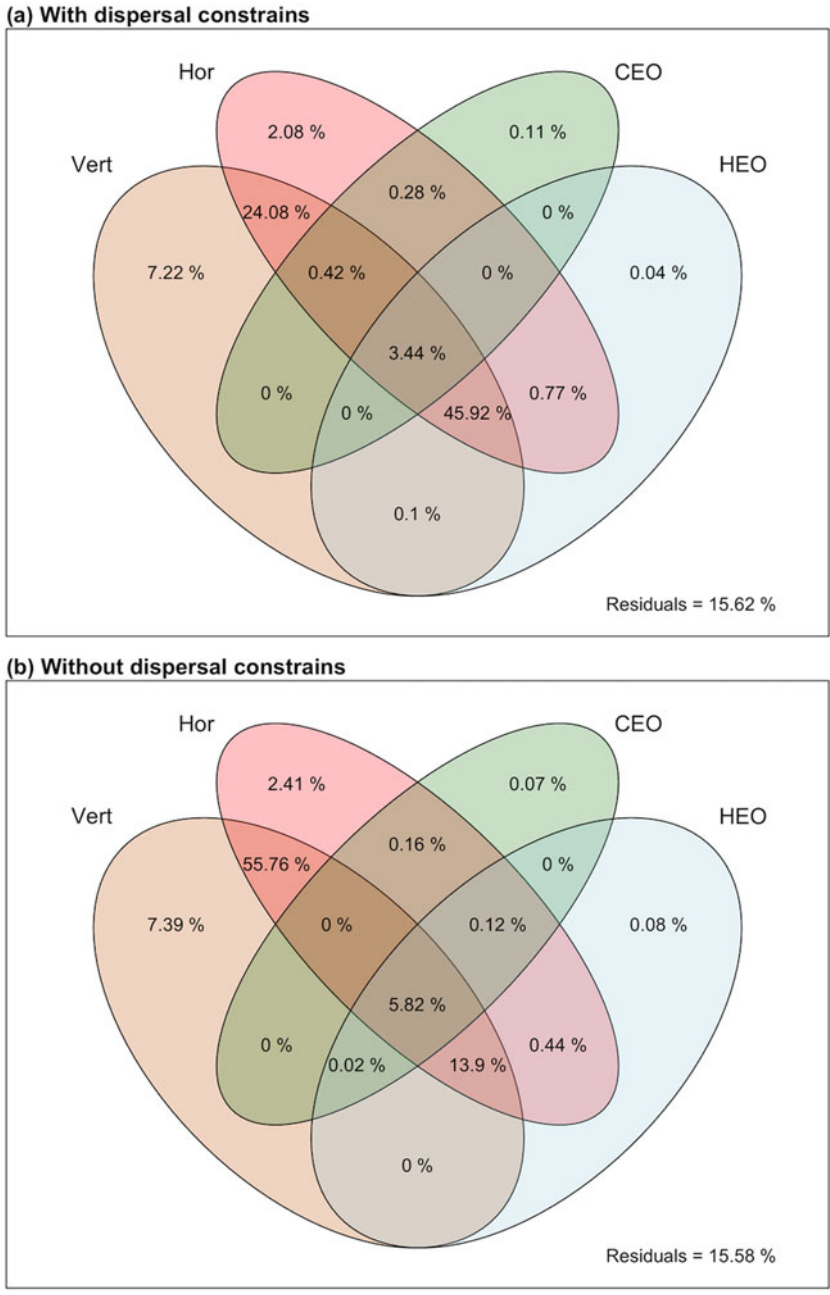 (a) With dispersal constrains
Hor
CEO
Vert
HEO
2.08 %
0.11 %
0.28 %
24.08 %
0 %
7.22 %
0.42 %
0 %
0.04 %
3.44 %
0 %
0 %
45.92 %
0.77 %
0.1 %
Residuals = 15.62 %
(b) Without dispersal constrains
Hor
CEO
Vert
HEO
2.41 %
0.07 %
0.16 %
55.76 %
0 %
7.39 %
0 %
0.12 %
0.08 %
5.82 %
0 %
0.02 %
13.9 %
0.44 %
0 %
Residuals = 15.58 %